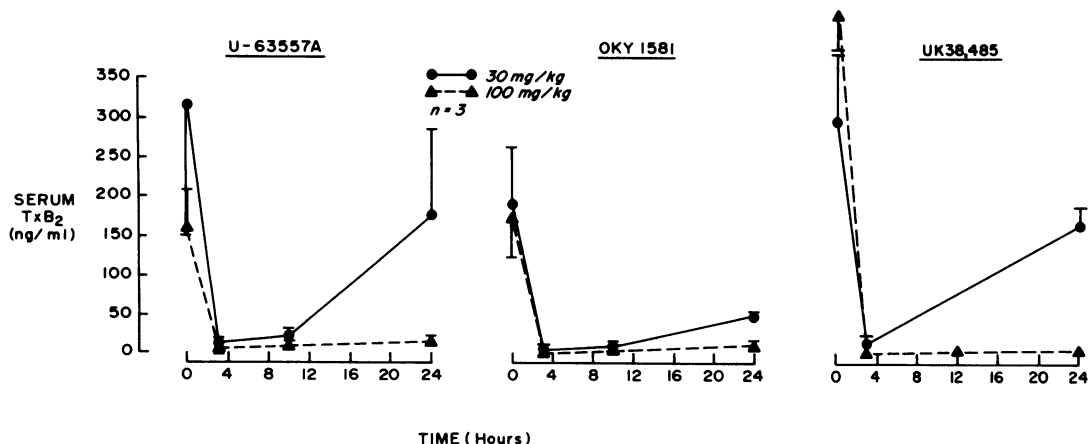 U-63557A
OKY 1581
UK38,485
30 mg/kg
100 mg/kg
n = 3
350
300
250
200
150
100
50
0
SERUM
TxB₂
(ng/ml)
0 4 8 12 16 20 24
0 4 8 12 16 20 24
0 4 8 12 16 20 24
TIME (Hours)